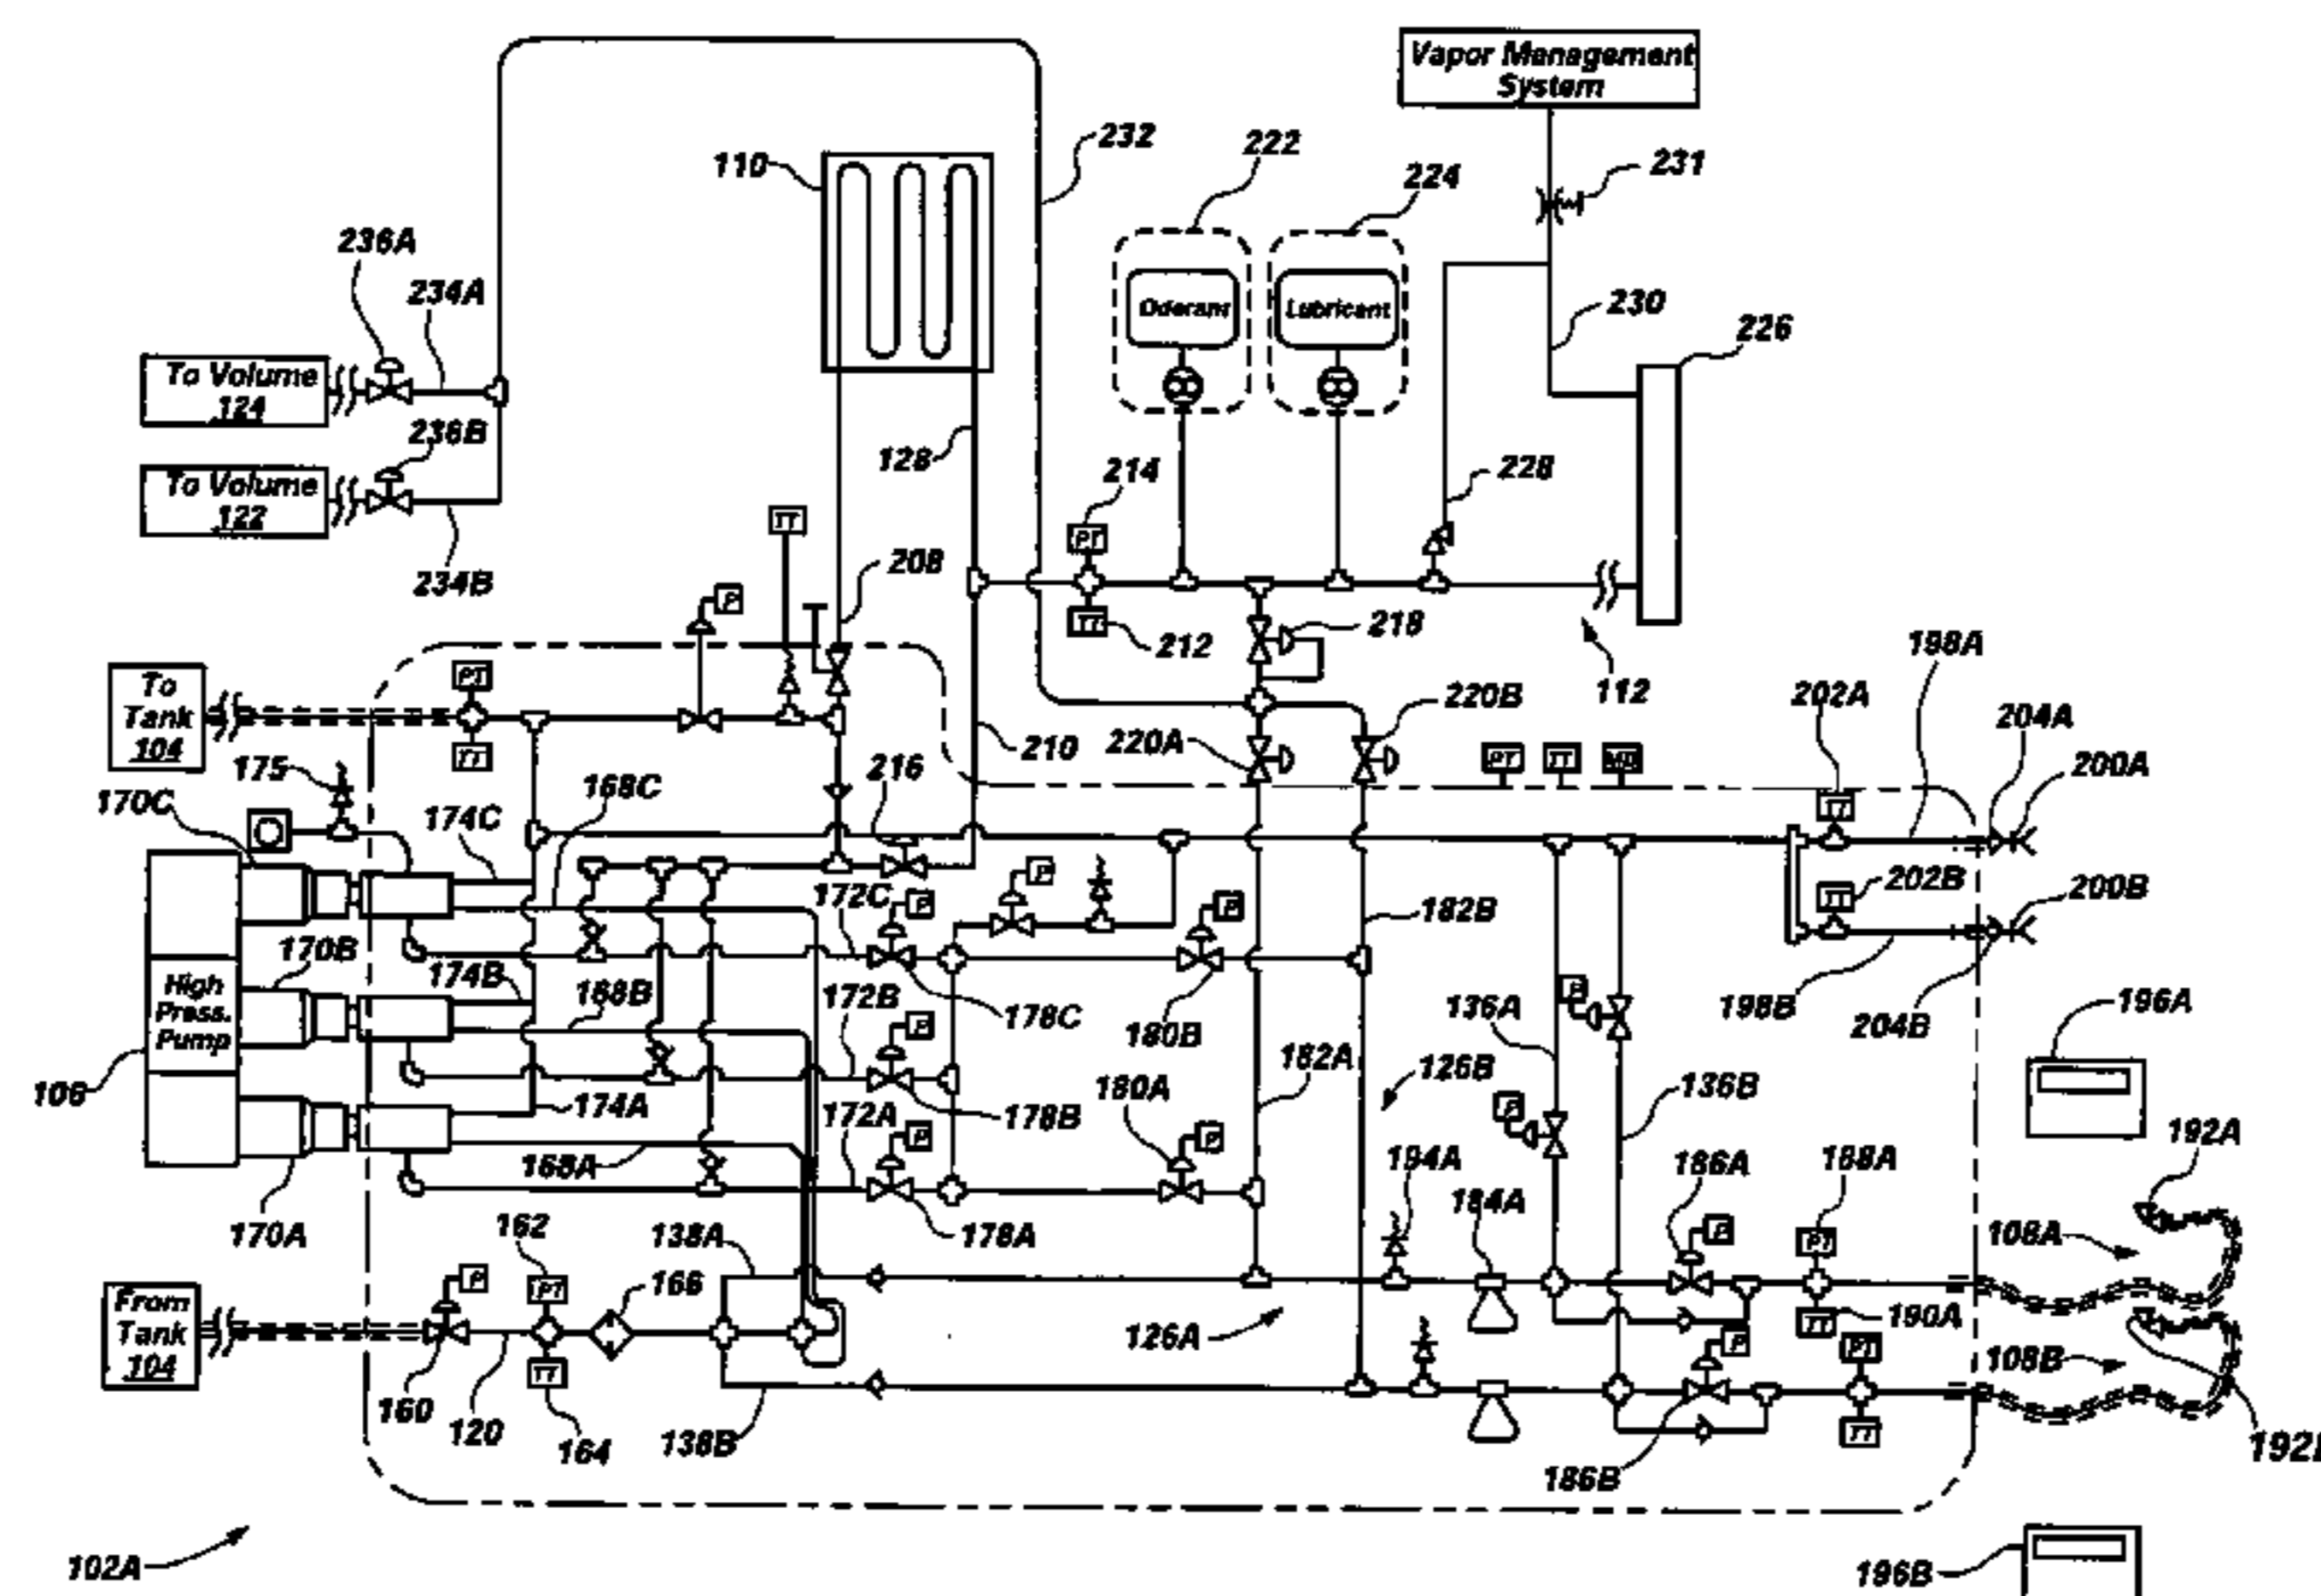 Vapor Management
System
232
222
110
231
224
236A
234A
230
226
Odorant
Lubricant
To Volume
124
236B
128
214
228
To Volume
122
TT
PT
234B
208
P
TT
212
218
198A
To
Tank
104
PT
112
202A
220B
204A
TT
210
220A
175
216
PT
TT
200A
170C
168C
TT
174C
P
172C
P
P
TT
202B
200B
182B
170B
174B
168B
High
Press.
Pump
172B
178C
180B
P
136A
198B
204B
196A
P
182A
126B
106
174A
172A
178B
180A
P
136B
P
P
192A
168A
194A
186A
188A
184A
170A
162
138A
178A
P
PT
108A
From
Tank
104
P
PT
166
126A
TT
190A
P
PT
108B
TT
160
120
164
138B
186B
TT
102A
196B